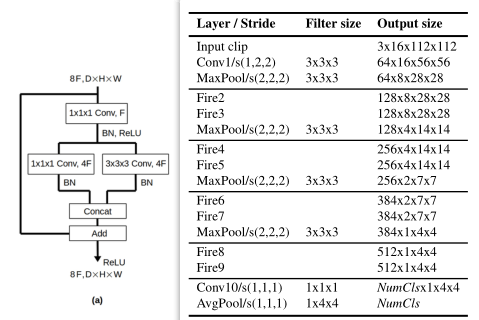 8F, D×H×W
1x1x1 Conv, F
BN, ReLU
1x1x1 Conv, 4F
3x3x3 Conv, 4F
BN
BN
Concat
Add
ReLU
8F, D×H×W
(a)
Layer / Stride Filter size Output size
Input clip 3x16x112x112
Conv1/s(1,2,2) 3x3x3 64x16x56x56
MaxPool/s(2,2,2) 3x3x3 64x8x28x28
Fire2 128x8x28x28
Fire3 128x8x28x28
MaxPool/s(2,2,2) 3x3x3 128x4x14x14
Fire4 256x4x14x14
Fire5 256x4x14x14
MaxPool/s(2,2,2) 3x3x3 256x2x7x7
Fire6 384x2x7x7
Fire7 384x2x7x7
MaxPool/s(2,2,2) 3x3x3 384x1x4x4
Fire8 512x1x4x4
Fire9 512x1x4x4
Conv10/s(1,1,1) 1x1x1 NumClsx1x4x4
AvgPool/s(1,1,1) 1x4x4 NumCls